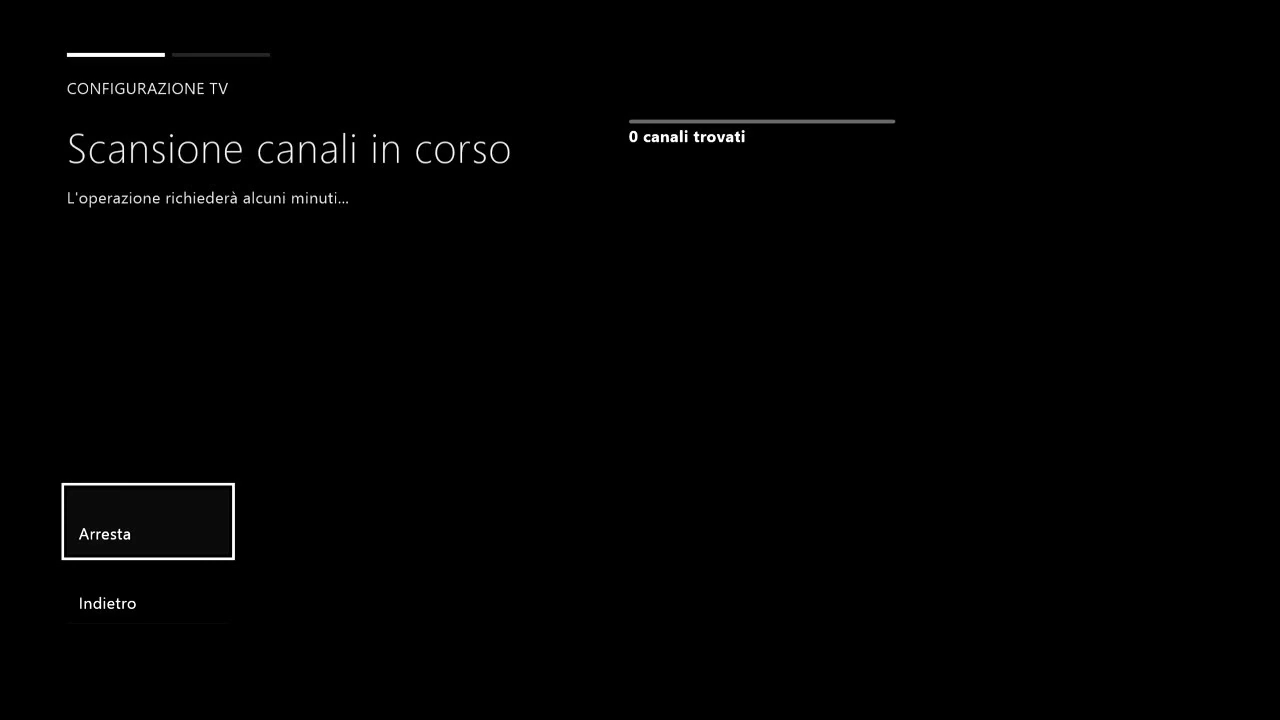 CONFIGURAZIONE TV
Scansione canali in corso
L'operazione richiederà alcuni minuti...
0 canali trovati
Arresta
Indietro